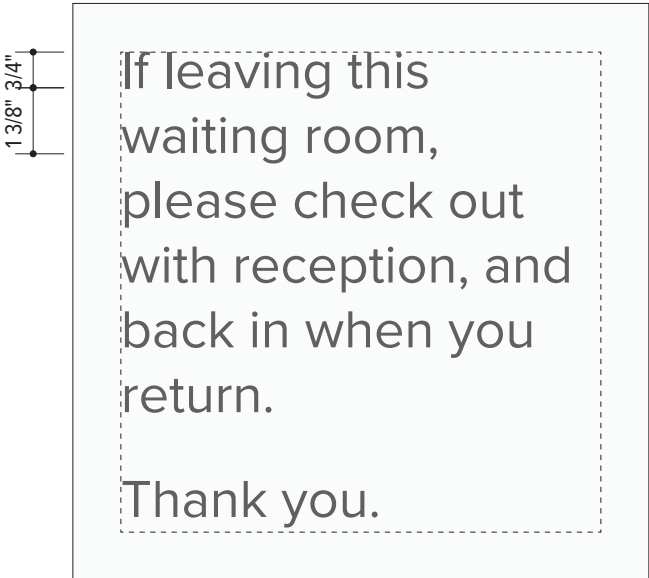 3/4"
1 3/8"
If leaving this
waiting room,
please check out
with reception, and
back in when you
return.
Thank you.